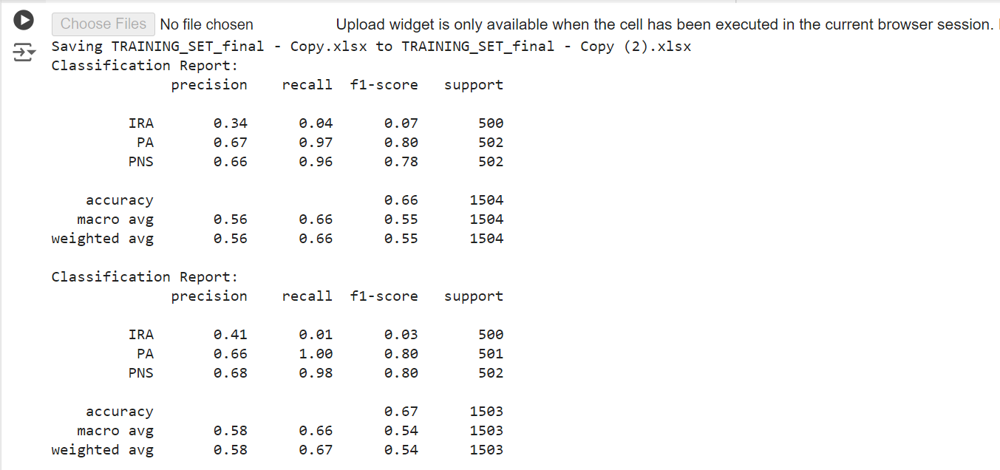 Choose Files No file chosen Upload widget is only available when the cell has been executed in the current browser session.
Saving TRAINING_SET_final - Copy.xlsx to TRAINING_SET_final - Copy (2).xlsx
Classification Report:
precision recall f1-score support
IRA 0.34 0.04 0.07 500
PA 0.67 0.97 0.80 502
PNS 0.66 0.96 0.78 502
accuracy 0.66 1504
macro avg 0.56 0.66 0.55 1504
weighted avg 0.56 0.66 0.55 1504
Classification Report:
precision recall f1-score support
IRA 0.41 0.01 0.03 500
PA 0.66 1.00 0.80 501
PNS 0.68 0.98 0.80 502
accuracy 0.67 1503
macro avg 0.58 0.66 0.54 1503
weighted avg 0.58 0.67 0.54 1503